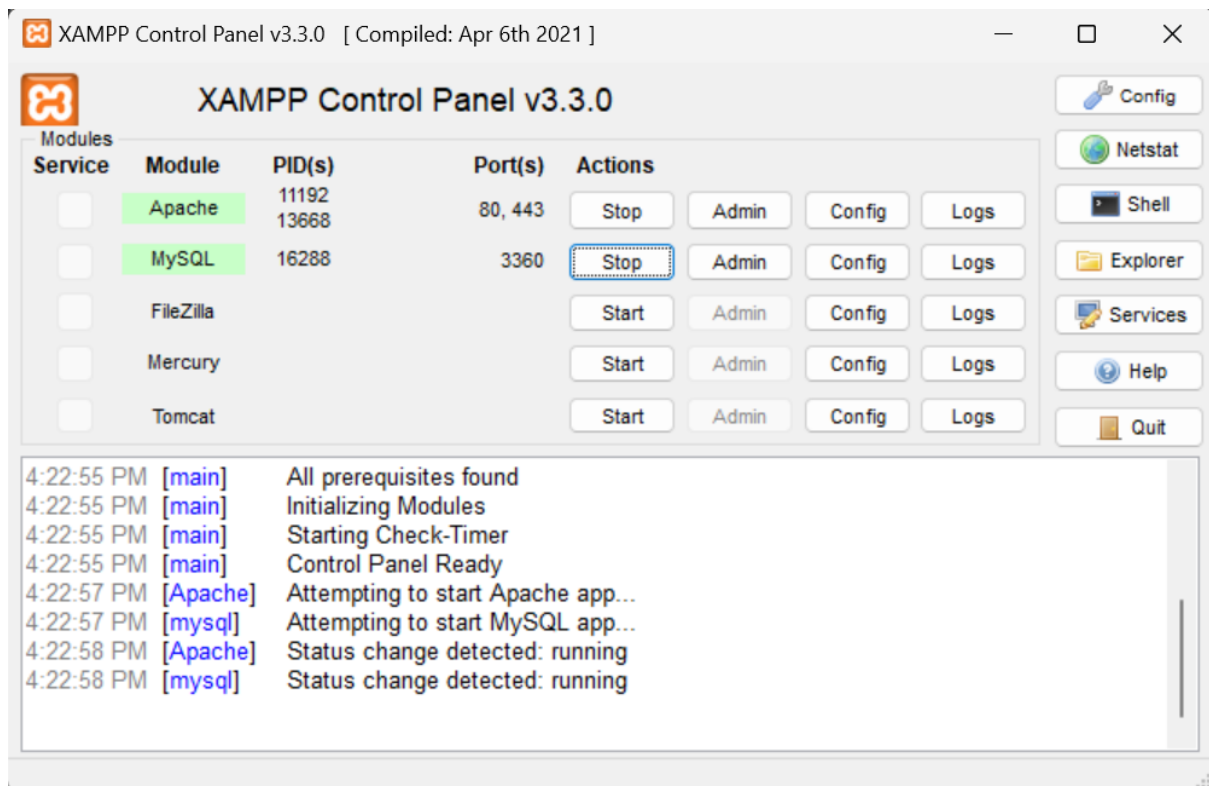 XAMPP Control Panel v3.3.0 [ Compiled: Apr 6th 2021 ]
XAMPP Control Panel v3.3.0
Config
Modules
Service Module PID(s) Port(s) Actions
Netstat
Apache 11192 13668 80, 443 Stop Admin Config Logs
Shell
MySQL 16288 3360 Stop Admin Config Logs
Explorer
FileZilla Start Admin Config Logs
Services
Mercury Start Admin Config Logs
Help
Tomcat Start Admin Config Logs
Quit
4:22:55 PM [main] All prerequisites found
4:22:55 PM [main] Initializing Modules
4:22:55 PM [main] Starting Check-Timer
4:22:55 PM [main] Control Panel Ready
4:22:57 PM [Apache] Attempting to start Apache app...
4:22:57 PM [mysql] Attempting to start MySQL app...
4:22:58 PM [Apache] Status change detected: running
4:22:58 PM [mysql] Status change detected: running